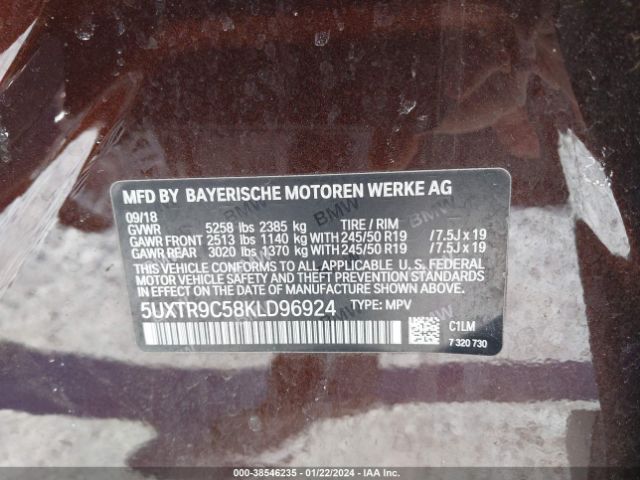 MFD BY BAYERISCHE MOTOREN WERKE AG
09/18
GVWR 5258 lbs 2385 kg TIRE / RIM
GAWR FRONT 2513 lbs 1140 kg WITH 245/50 R19 /7.5J x 19
GAWR REAR 3020 lbs 1370 kg WITH 245/50 R19 /7.5J x 19
THIS VEHICLE CONFORMS TO ALL APPLICABLE U. S. FEDERAL
MOTOR VEHICLE SAFETY AND THEFT PREVENTION STANDARDS
IN EFFECT ON THE DATE OF MANUFACTURE SHOWN ABOVE.
5UXTR9C58KLD96924 TYPE: MPV
C1LM
7 320 730
000-38546235 - 01/22/2024 - IAA Inc.